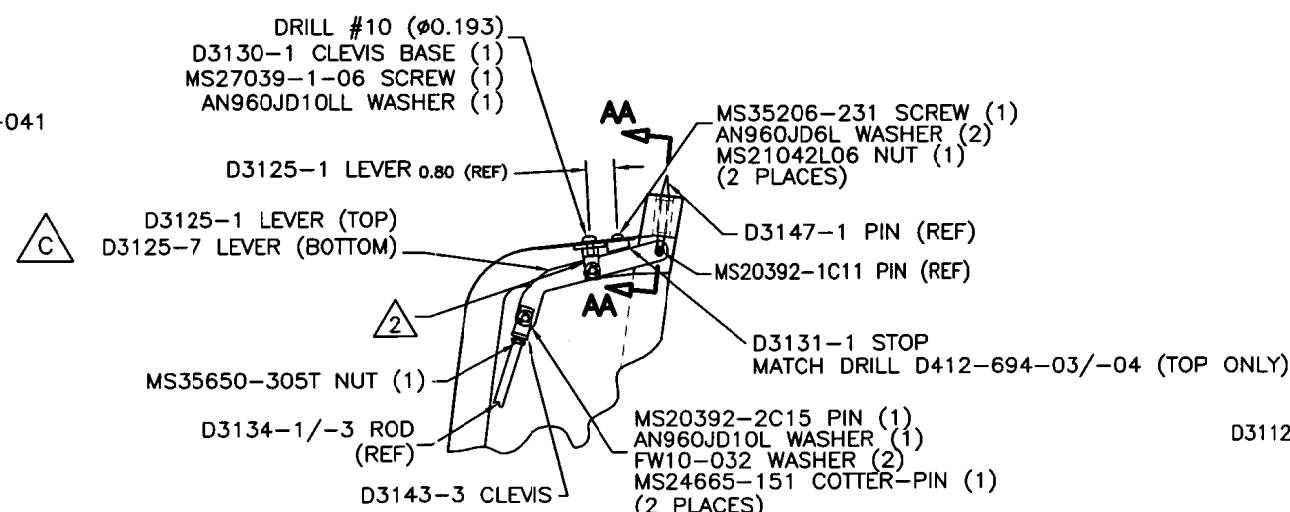 DRILL #10 (ø0.193)
D3130-1 CLEVIS BASE (1)
MS27039-1-06 SCREW (1)
AN960JD10LL WASHER (1)
-041
AA
MS35206-231 SCREW (1)
AN960JD6L WASHER (2)
MS21042L06 NUT (1)
(2 PLACES)
D3125-1 LEVER 0.80 (REF)
D3125-1 LEVER (TOP)
D3125-7 LEVER (BOTTOM)
C
D3147-1 PIN (REF)
MS20392-1C11 PIN (REF)
AA
2
D3131-1 STOP
MATCH DRILL D412-694-03/-04 (TOP ONLY)
MS35650-305T NUT (1)
D3134-1/-3 ROD
(REF)
D3143-3 CLEVIS
MS20392-2C15 PIN (1)
AN960JD10L WASHER (1)
FW10-032 WASHER (2)
MS24665-151 COTTER-PIN (1)
(2 PLACES)
D3112